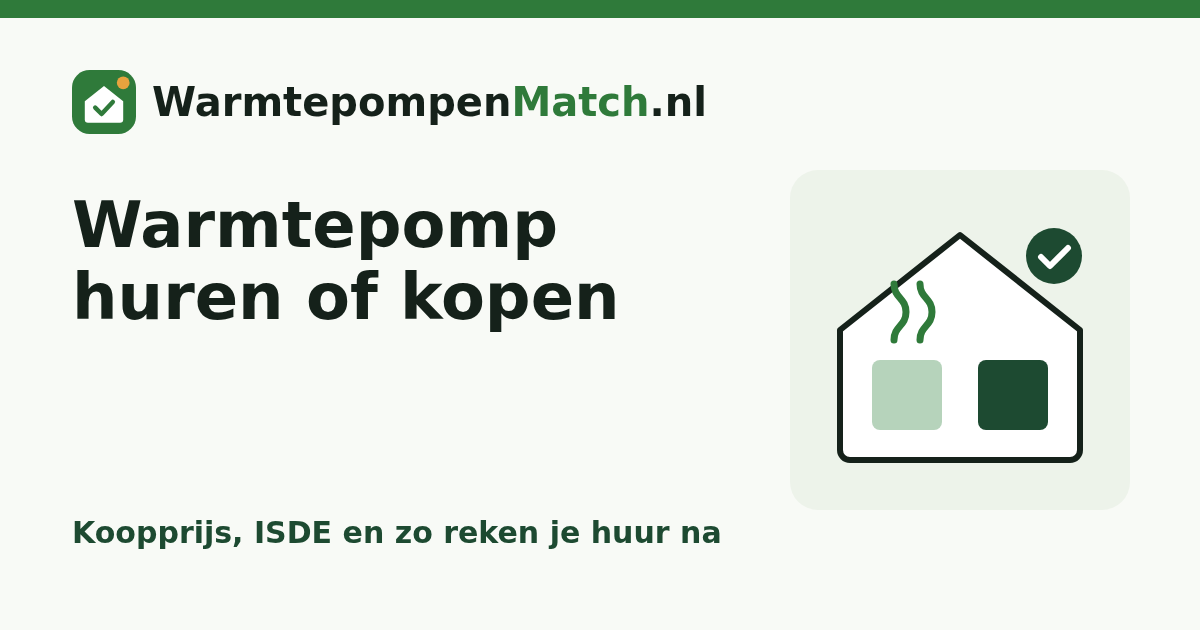 WarmtepompenMatch.nl
Warmtepomp
huren of kopen
Koopprijs, ISDE en zo reken je huur na